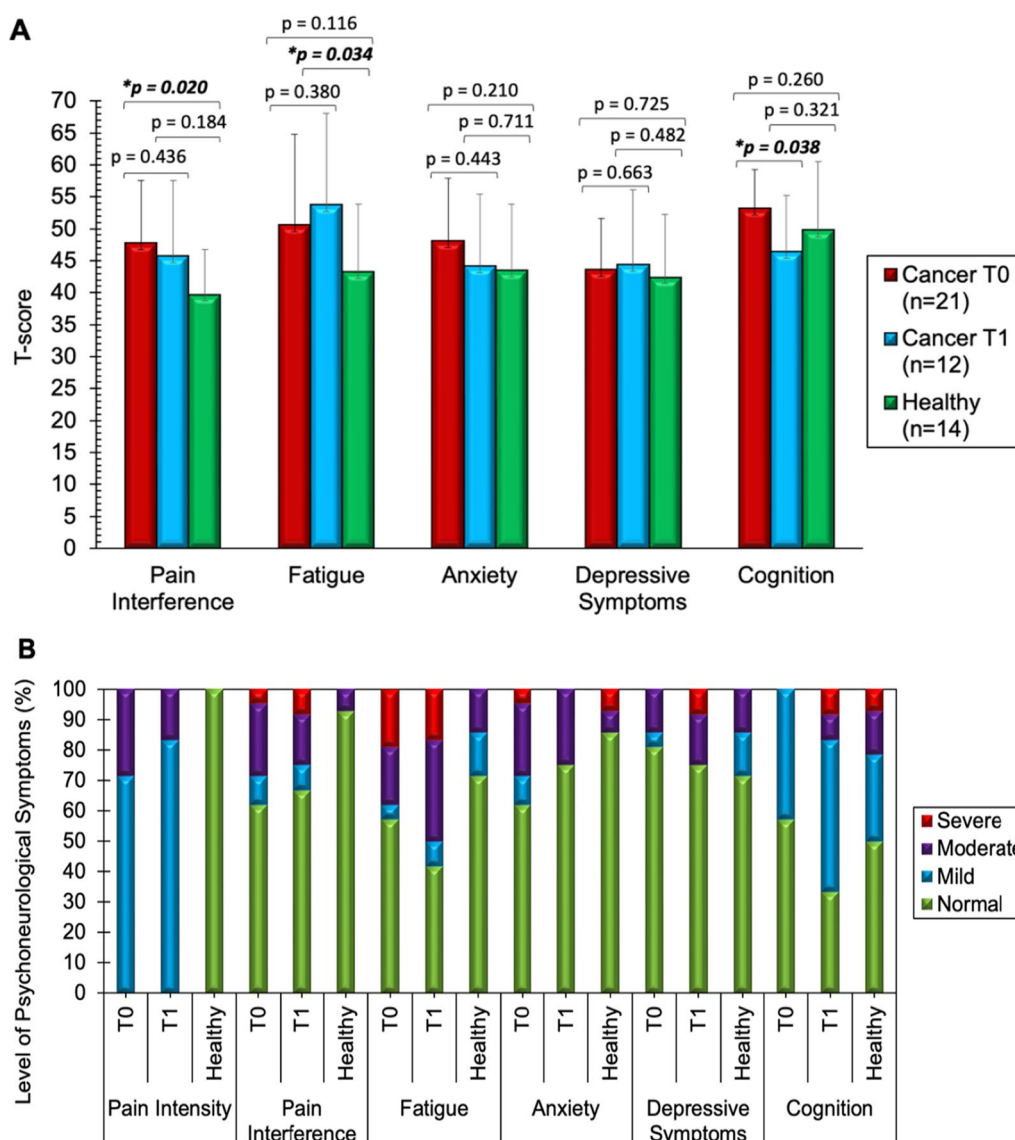 A
p = 0.116
*p = 0.034
*p = 0.020
p = 0.184
p = 0.436
p = 0.380
p = 0.210
p = 0.711
p = 0.443
p = 0.725
p = 0.482
p = 0.663
p = 0.260
p = 0.321
*p = 0.038
70
65
60
55
50
45
40
35
30
25
20
15
10
5
0
T-score
Pain
Interference
Fatigue
Anxiety
Depressive
Symptoms
Cognition
Cancer T0
(n=21)
Cancer T1
(n=12)
Healthy
(n=14)
B
Level of Psychoneurological Symptoms (%)
100
90
80
70
60
50
40
30
20
10
0
T0
T1
Healthy
T0
T1
Healthy
T0
T1
Healthy
T0
T1
Healthy
T0
T1
Healthy
T0
T1
Healthy
Pain Intensity
Pain
Interference
Fatigue
Anxiety
Depressive
Symptoms
Cognition
Severe
Moderate
Mild
Normal